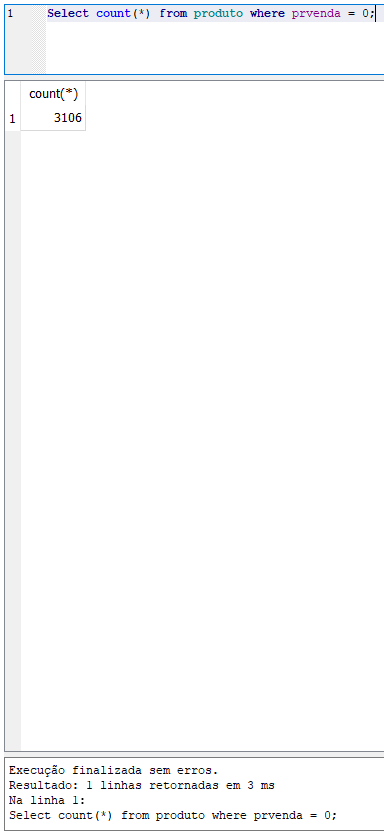 1 Select count(*) from produto where prvenda = 0;
count(*)
1 3106
Execução finalizada sem erros.
Resultado: 1 linhas retornadas em 3 ms
Na linha 1:
Select count(*) from produto where prvenda = 0;